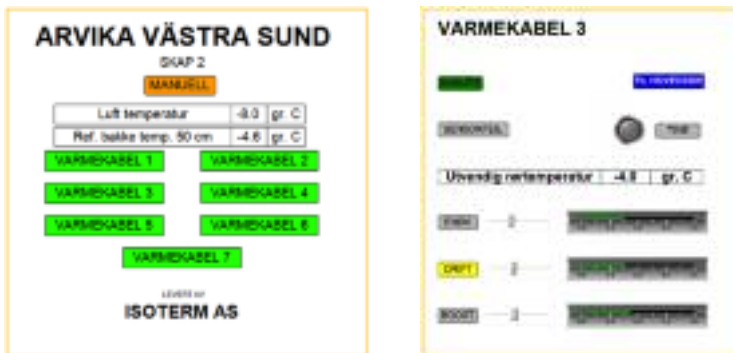 ARVIKA VÄSTRA SUND
SKAP 2
MANUELL
Luft temperatur -8.0 gr. C
Ref. bakke temp. 50 cm -4.6 gr. C
VARMEKABEL 1 VARMEKABEL 2
VARMEKABEL 3 VARMEKABEL 4
VARMEKABEL 5 VARMEKABEL 6
VARMEKABEL 7
ISOTERM AS
VARMEKABEL 3
Utvendig rørtemperatur -4.8 gr. C
DRIFT
BOOST